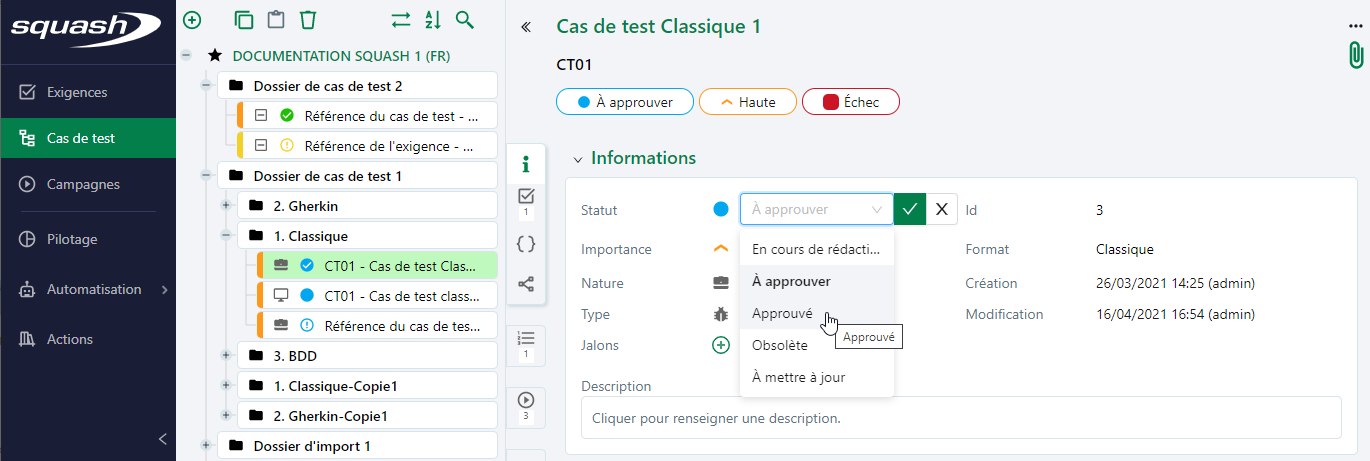 squash
Exigences
Cas de test
Campagnes
Pilotage
Automatisation
Actions
DOCUMENTATION SQUASH 1 (FR)
Dossier de cas de test 2
Référence du cas de test - ...
Référence de l'exigence - ...
Dossier de cas de test 1
2. Gherkin
1. Classique
CT01 - Cas de test Clas...
CT01 - Cas de test class...
Référence du cas de tes...
3. BDD
1. Classique-Copie1
2. Gherkin-Copie1
Dossier d'import 1
Cas de test Classique 1
CT01
À approuver
Haute
Échec
1
1
3
Informations
Statut
À approuver
X
Id
3
En cours de rédacti...
À approuver
Approuvé
Obsolète
À mettre à jour
Approuvé
Importance
Format
Classique
Nature
Création
26/03/2021 14:25 (admin)
Type
Modification
16/04/2021 16:54 (admin)
Jalons
Description
Cliquer pour renseigner une description.